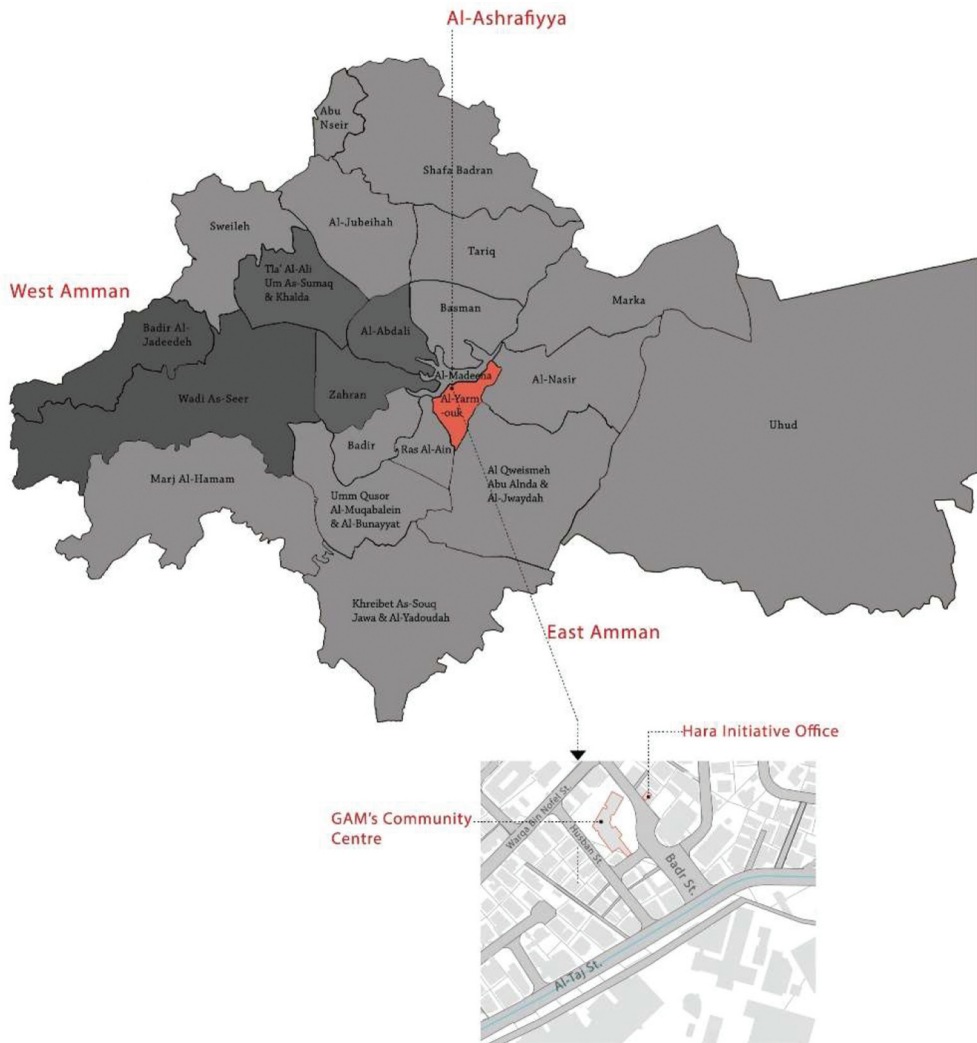 Al-Ashrafiyya
Abu
Nseir
Shafa Badran
Sweileh
Al-Jubeihah
Tariq
Tla' Al-Ali
Um As-Sumaq
& Khalda
West Amman
Marka
Basman
Badir Al-
Jadeedeh
Al-Abdali
Al-Madeena
Al-Nasir
Wadi As-Seer
Zahran
Al-Yarm
-ouk
Uhud
Badir
Ras Al-Ain
Marj Al-Hamam
Al Qweismeh
Abu Alnda &
Al-Jwaydah
Umm Qusor
Al-Muqabalein
& Al-Bunayyat
Khreibet As-Souq
Jawa & Al-Yadoudah
East Amman
Hara Initiative Office
GAM's Community
Centre
Warqa Bin Nofel St.
Husban St
Badr St.
Al-Taj St.